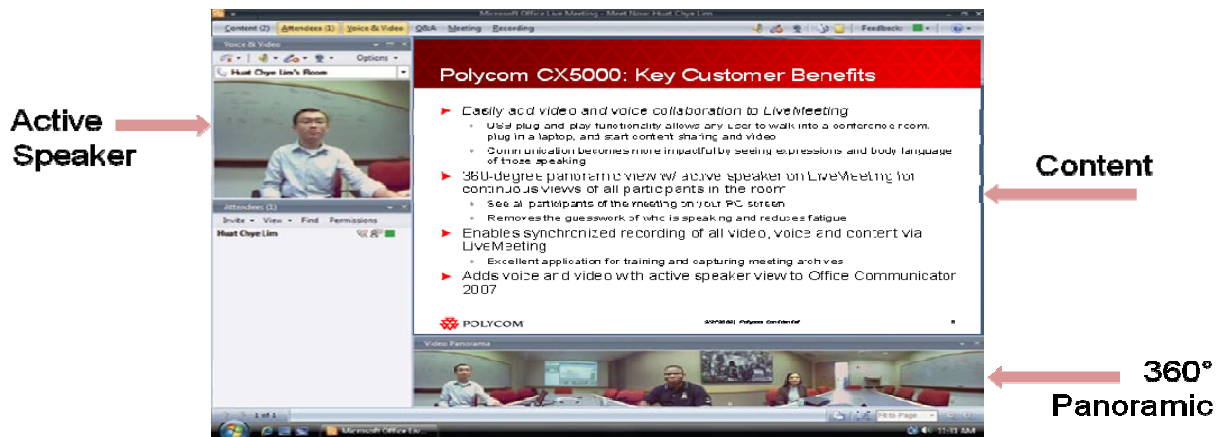 Microsoft Office Live Meeting - Meet Now: Huat Chye Lim
Content (2) Attendees (1) Voice & Video Q&A Meeting Recording
Feedback:
Voice & Video
Options
Huat Chye Lim's Room
Active
Speaker
Attendees (1)
Invite View Find Permissions
Huat Chye Lim
Polycom CX5000: Key Customer Benefits
Easily add video and voice collaboration to LiveMeeting
USB plug and play functionality allows any user to walk into a conference room,
plug in a laptop, and start content sharing and video
Communication becomes more impactful by seeing expressions and body language
of those speaking
360-degree panoramic view w/ active speaker on LiveMeeting for
continuous views of all participants in the room
See all participants of the meeting on your PC screen
Removes the guesswork of who is speaking and reduces fatigue
Enables synchronized recording of all video, voice and content via
LiveMeeting
Excellent application for training and capturing meeting archives
Adds voice and video with active speaker view to Office Communicator
2007
POLYCOM
Polycom Confidential
Content
Video Panorama
360°
Panoramic
1 of 1
Fit to Page
Microsoft Office Liv...
11:31 AM